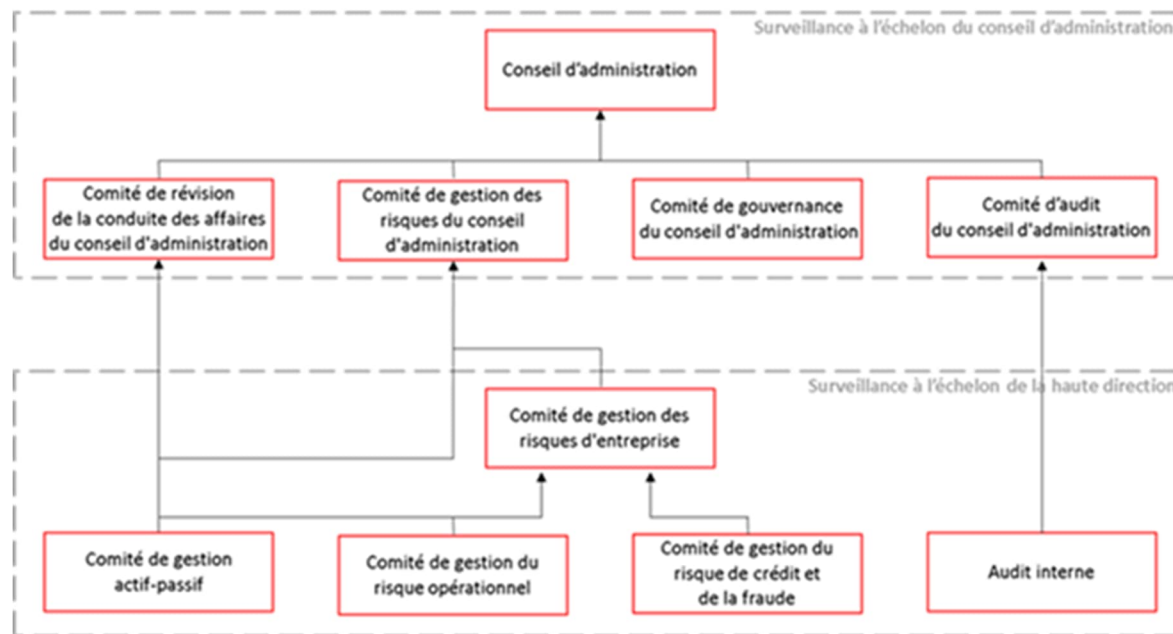 Surveillance à l'échelon du conseil d'administration
Conseil d'administration
Comité de révision
de la conduite des affaires
du conseil d'administration
Comité de gestion des
risques du conseil
d'administration
Comité de gouvernance
du conseil d'administration
Comité d'audit
du conseil d'administration
Surveillance à l'échelon de la haute direction
Comité de gestion des
risques d'entreprise
Comité de gestion
actif-passif
Comité de gestion du
risque opérationnel
Comité de gestion du
risque de crédit et
de la fraude
Audit interne